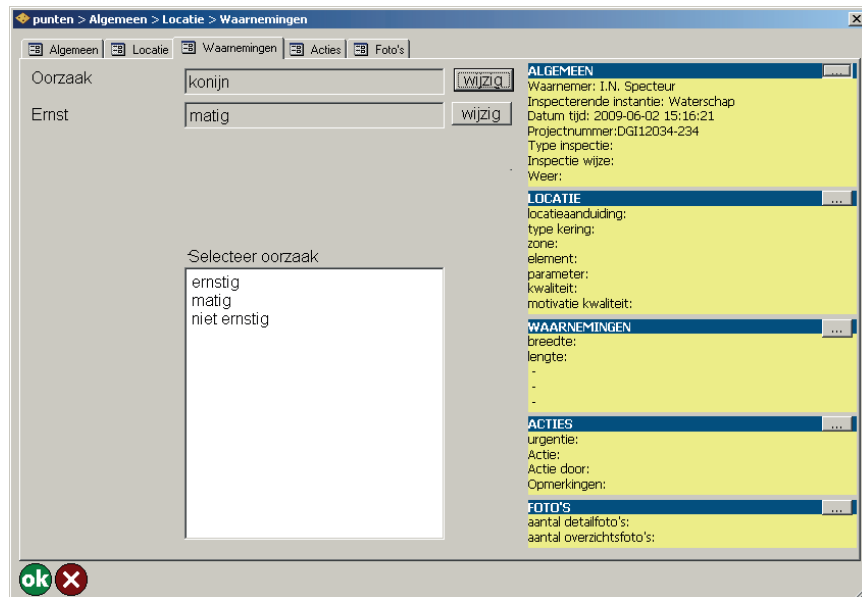 punten > Algemeen > Locatie > Waarnemingen
Algemeen Locatie Waarnemingen Acties Foto's
Oorzaak konijn wijzig
Ernst matig wijzig
Selecteer oorzaak
ernstig
matig
niet ernstig
ALGEMEEN ...
Waarnemer: I.N. Specteur
Inspecterende instantie: Waterschap
Datum tijd: 2009-06-02 15:16:21
Projectnummer:DGI12034-234
Type inspectie:
Inspectie wijze:
Weer:
LOCATIE ...
locatieaanduiding:
type kering:
zone:
element:
parameter:
kwaliteit:
motivatie kwaliteit:
WAARNEMINGEN ...
breedte:
lengte:
-
-
-
ACTIES ...
urgentie:
Actie:
Actie door:
Opmerkingen:
FOTO'S ...
aantal detailfoto's:
aantal overzichtsfoto's:
ok